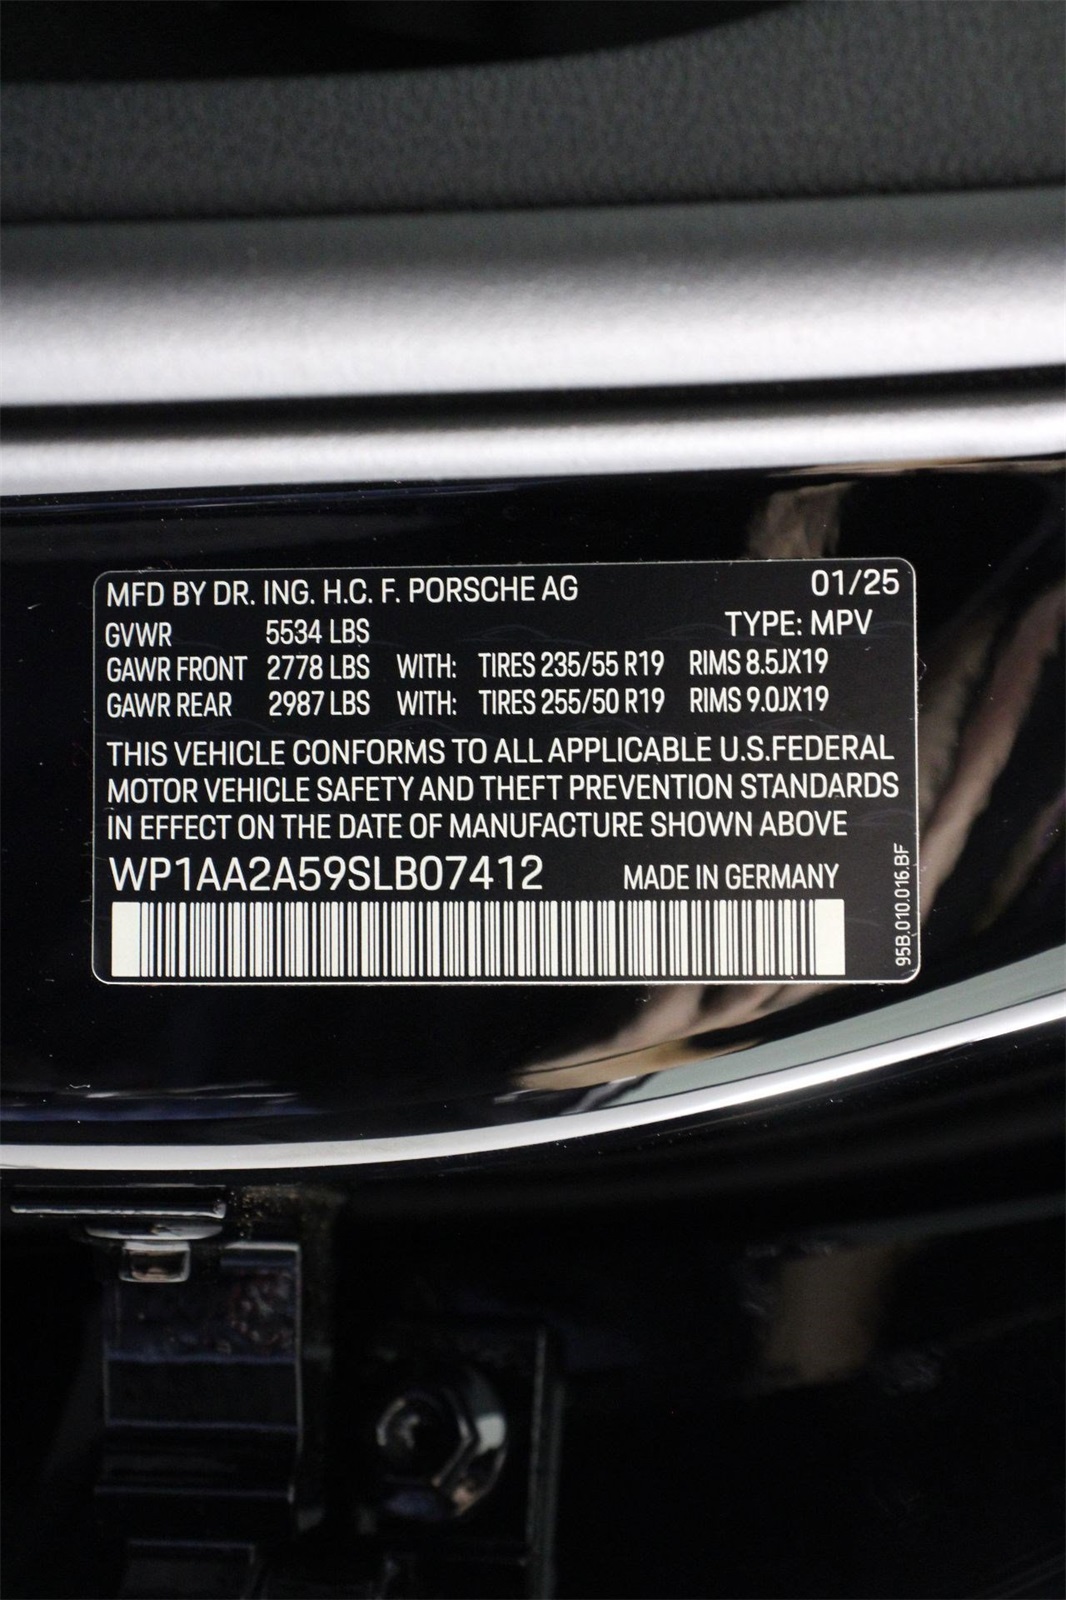 MFD BY DR. ING. H.C. F. PORSCHE AG 01/25
GVWR 5534 LBS TYPE: MPV
GAWR FRONT 2778 LBS WITH: TIRES 235/55 R19 RIMS 8.5JX19
GAWR REAR 2987 LBS WITH: TIRES 255/50 R19 RIMS 9.0JX19
THIS VEHICLE CONFORMS TO ALL APPLICABLE U.S.FEDERAL
MOTOR VEHICLE SAFETY AND THEFT PREVENTION STANDARDS
IN EFFECT ON THE DATE OF MANUFACTURE SHOWN ABOVE
WP1AA2A59SLB07412 MADE IN GERMANY
95B.010.016.BF